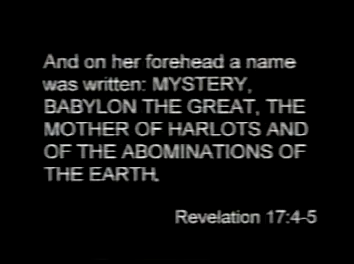 And on her forehead a name
was written: MYSTERY,
BABYLON THE GREAT, THE
MOTHER OF HARLOTS AND
OF THE ABOMINATIONS OF
THE EARTH.
Revelation 17:4-5